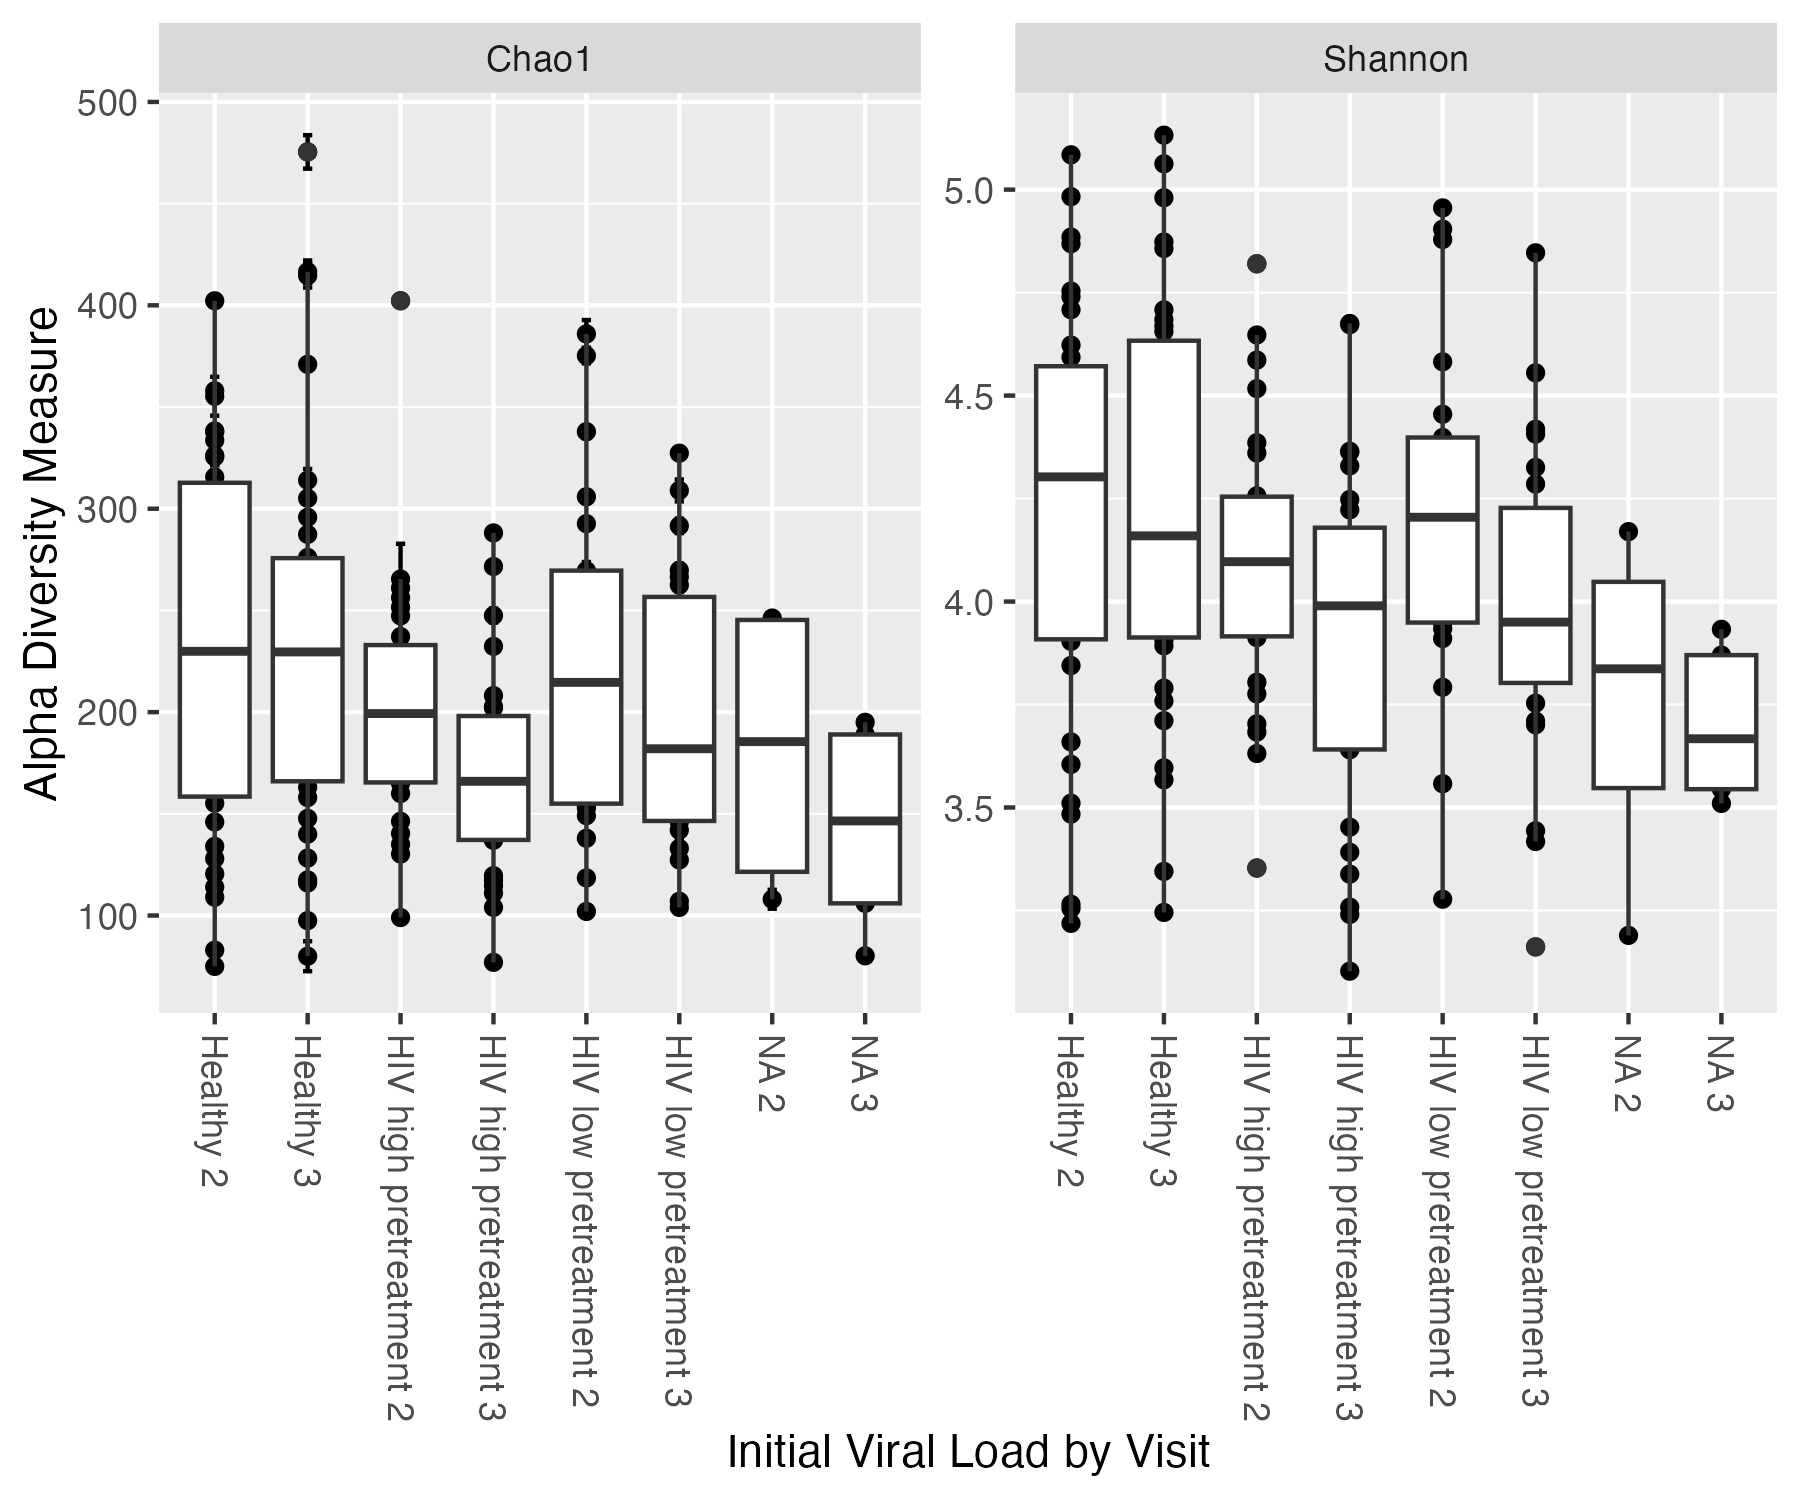 Chao1
Shannon
Alpha Diversity Measure
500
400
300
200
100
5.0
4.5
4.0
3.5
Healthy 2
Healthy 3
HIV high pretreatment 2
HIV high pretreatment 3
HIV low pretreatment 2
HIV low pretreatment 3
NA 2
NA 3
Healthy 2
Healthy 3
HIV high pretreatment 2
HIV high pretreatment 3
HIV low pretreatment 2
HIV low pretreatment 3
NA 2
NA 3
Initial Viral Load by Visit